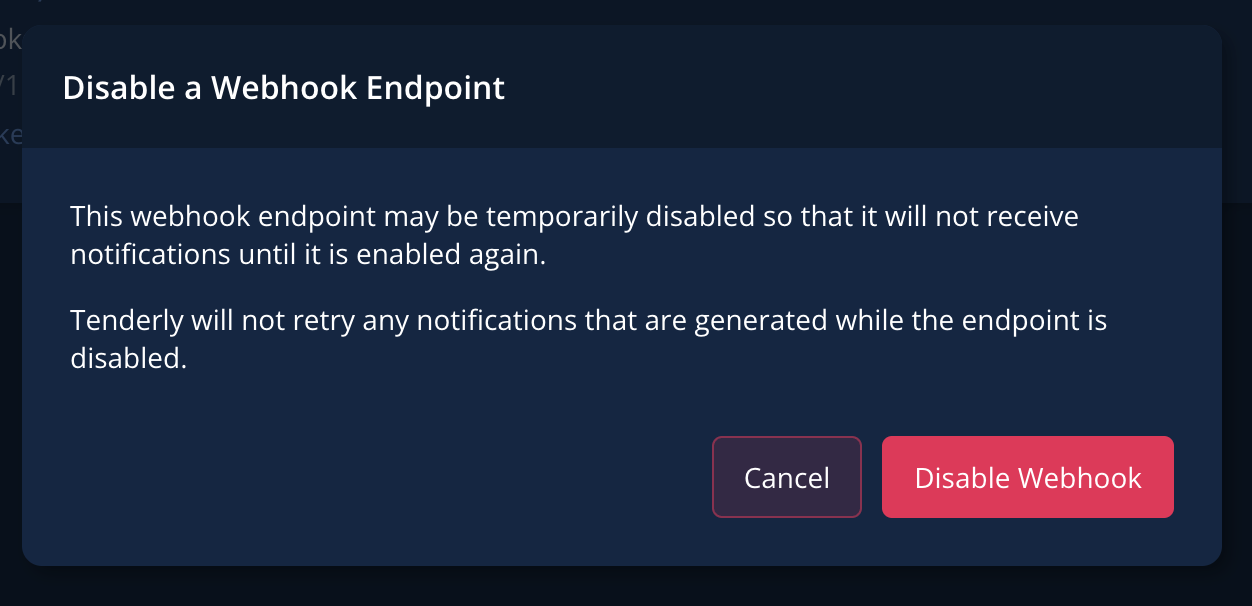 Disable a Webhook Endpoint
This webhook endpoint may be temporarily disabled so that it will not receive
notifications until it is enabled again.
Tenderly will not retry any notifications that are generated while the endpoint is
disabled.
Cancel
Disable Webhook